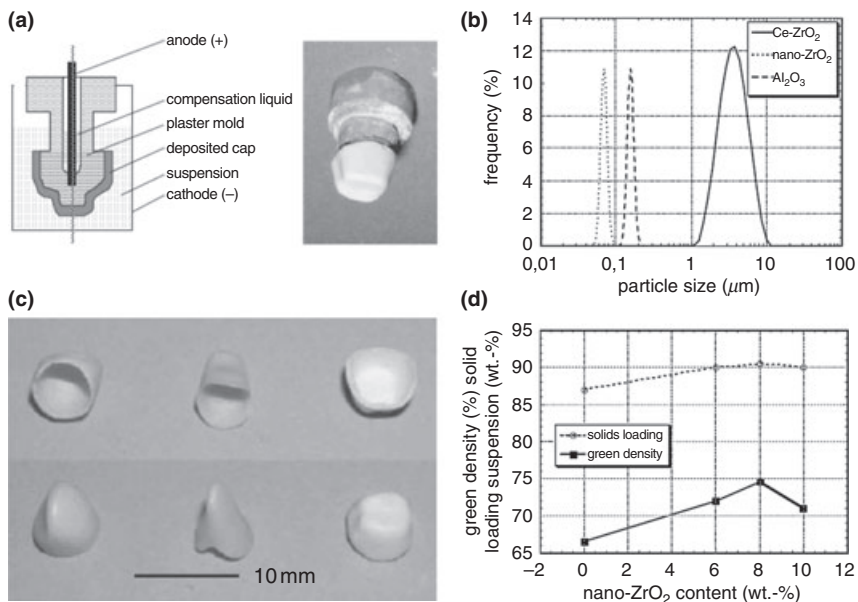 (a)
anode (+)
compensation liquid
plaster mold
deposited cap
suspension
cathode (–)
(b)
frequency (%)
14
12
10
8
6
4
2
0
Ce-ZrO₂
nano-ZrO₂
Al₂O₃
0,01 0,1 1 10 100
particle size (μm)
(c)
10 mm
(d)
green density (%) solid
loading suspension (wt.-%)
95
90
85
80
75
70
65
solids loading
green density
–2 0 2 4 6 8 10 12
nano-ZrO₂ content (wt.-%)